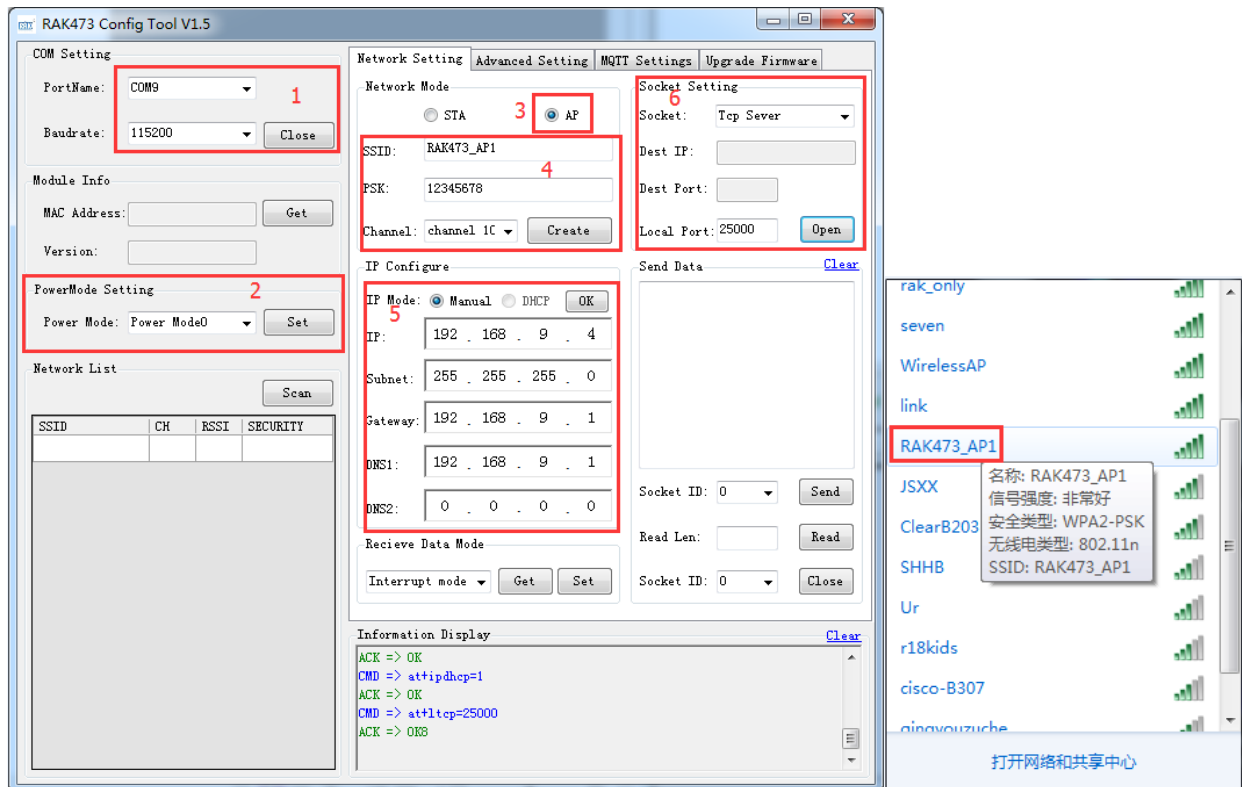 RAK473 Config Tool V1.5
COM Setting
PortName: COM9
1
Baudrate: 115200 Close
Module Info
MAC Address: Get
Version:
PowerMode Setting 2
Power Mode: Power Mode0 Set
Network List
Scan
SSID CH RSSI SECURITY
Network Setting Advanced Setting MQTT Settings Upgrade Firmware
Network Mode
STA 3 AP
SSID: RAK473_AP1
4
PSK: 12345678
Channel: channel 1C Create
IP Configure
IP Mode: Manual DHCP OK
5
IP: 192 . 168 . 9 . 4
Subnet: 255 . 255 . 255 . 0
Gateway: 192 . 168 . 9 . 1
DNS1: 192 . 168 . 9 . 1
DNS2: 0 . 0 . 0 . 0
Recieve Data Mode
Interrupt mode Get Set
Socket Setting
6
Socket: Tcp Sever
Dest IP:
Dest Port:
Local Port: 25000 Open
Send Data Clear
Socket ID: 0 Send
Read Len: Read
Socket ID: 0 Close
Information Display Clear
ACK => OK
CMD => at+ipdhcp=1
ACK => OK
CMD => at+ltcp=25000
ACK => OK8
rak_only
seven
WirelessAP
link
RAK473_AP1
JSXX
ClearB203
SHHB
Ur
r18kids
cisco-B307
qingyouzuche
名称: RAK473_AP1
信号强度: 非常好
安全类型: WPA2-PSK
无线电类型: 802.11n
SSID: RAK473_AP1
打开网络和共享中心